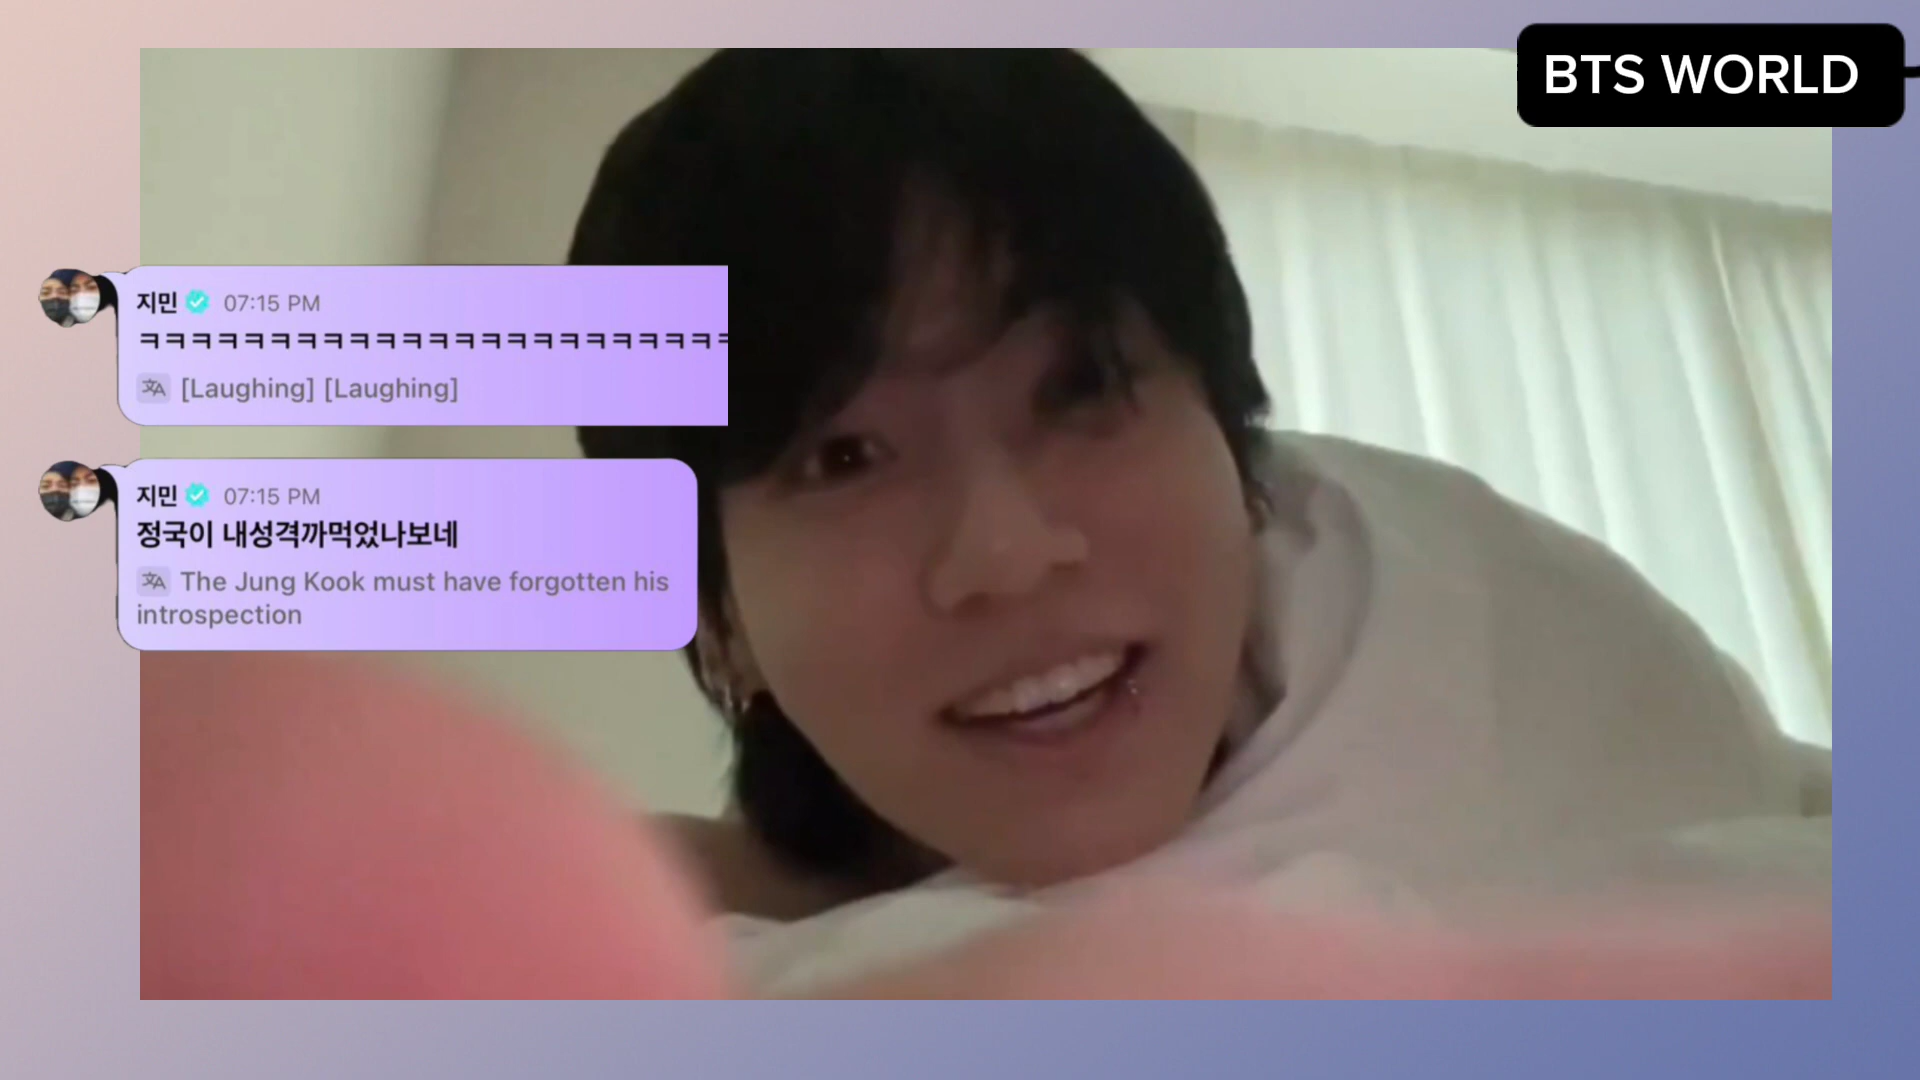 BTS WORLD
지민 07:15 PM
ㅋㅋㅋㅋㅋㅋㅋㅋㅋㅋㅋㅋㅋㅋㅋㅋㅋㅋㅋㅋㅋㅋ
[Laughing] [Laughing]
지민 07:15 PM
정국이 내성격까먹었나보네
The Jung Kook must have forgotten his
introspection